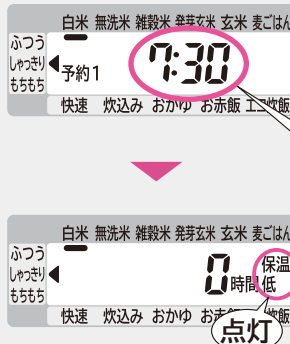 白米 無洗米 雑穀米 発芽玄米 玄米 麦ごはん
ふつう
しゃっきり
もちもち
予約1
7:30
快速 炊込み おかゆ お赤飯 エコ炊飯
白米 無洗米 雑穀米 発芽玄米 玄米 麦ごはん
ふつう
しゃっきり
もちもち
0時間
保温
低
快速 炊込み おかゆ お赤
炊飯
点灯